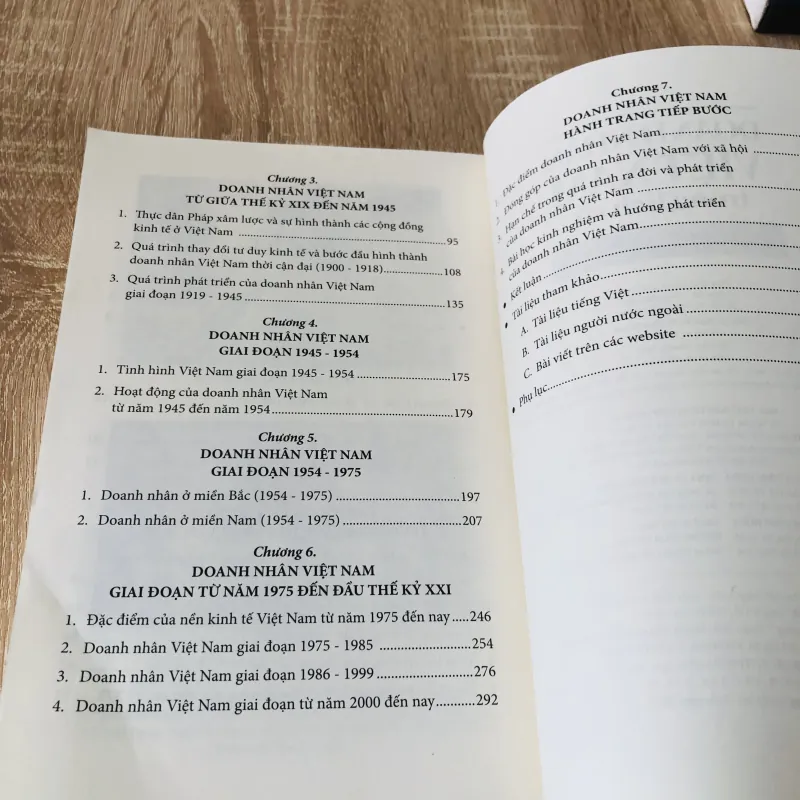 Chương 3.
DOANH NHÂN VIỆT NAM
TỪ GIỮA THẾ KỶ XIX ĐẾN NĂM 1945
1. Thực dân Pháp xâm lược và sự hình thành các cộng đồng
kinh tế ở Việt Nam ..........95
2. Quá trình thay đổi tư duy kinh tế và bước đầu hình thành
doanh nhân Việt Nam thời cận đại (1900 - 1918)..........108
3. Quá trình phát triển của doanh nhân Việt Nam
giai đoạn 1919 - 1945 ..........135
Chương 4.
DOANH NHÂN VIỆT NAM
GIAI ĐOẠN 1945 - 1954
1. Tình hình Việt Nam giai đoạn 1945 - 1954 ..........175
2. Hoạt động của doanh nhân Việt Nam
từ năm 1945 đến năm 1954..........179
Chương 5.
DOANH NHÂN VIỆT NAM
GIAI ĐOẠN 1954 - 1975
1. Doanh nhân ở miền Bắc (1954 - 1975) ..........197
2. Doanh nhân ở miền Nam (1954 - 1975)..........207
Chương 6.
DOANH NHÂN VIỆT NAM
GIAI ĐOẠN TỪ NĂM 1975 ĐẾN ĐẦU THẾ KỶ XXI
1. Đặc điểm của nền kinh tế Việt Nam từ năm 1975 đến nay.....246
2. Doanh nhân Việt Nam giai đoạn 1975 - 1985 ..........254
3. Doanh nhân Việt Nam giai đoạn 1986 - 1999 ..........276
4. Doanh nhân Việt Nam giai đoạn từ năm 2000 đến nay..........292
Chương 7.
DOANH NHÂN VIỆT NAM
HÀNH TRANG TIẾP BƯỚC
1. Đặc điểm doanh nhân Việt Nam..........
2. Đóng góp của doanh nhân Việt Nam với xã hội ..........
3. Hạn chế trong quá trình ra đời và phát triển
của doanh nhân Việt Nam ..........
4. Bài học kinh nghiệm và hướng phát triển
của doanh nhân Việt Nam..........
• Kết luận..........
• Tài liệu tham khảo..........
A. Tài liệu tiếng Việt ..........
B. Tài liệu người nước ngoài ..........
C. Bài viết trên các website ..........
• Phụ lục..........